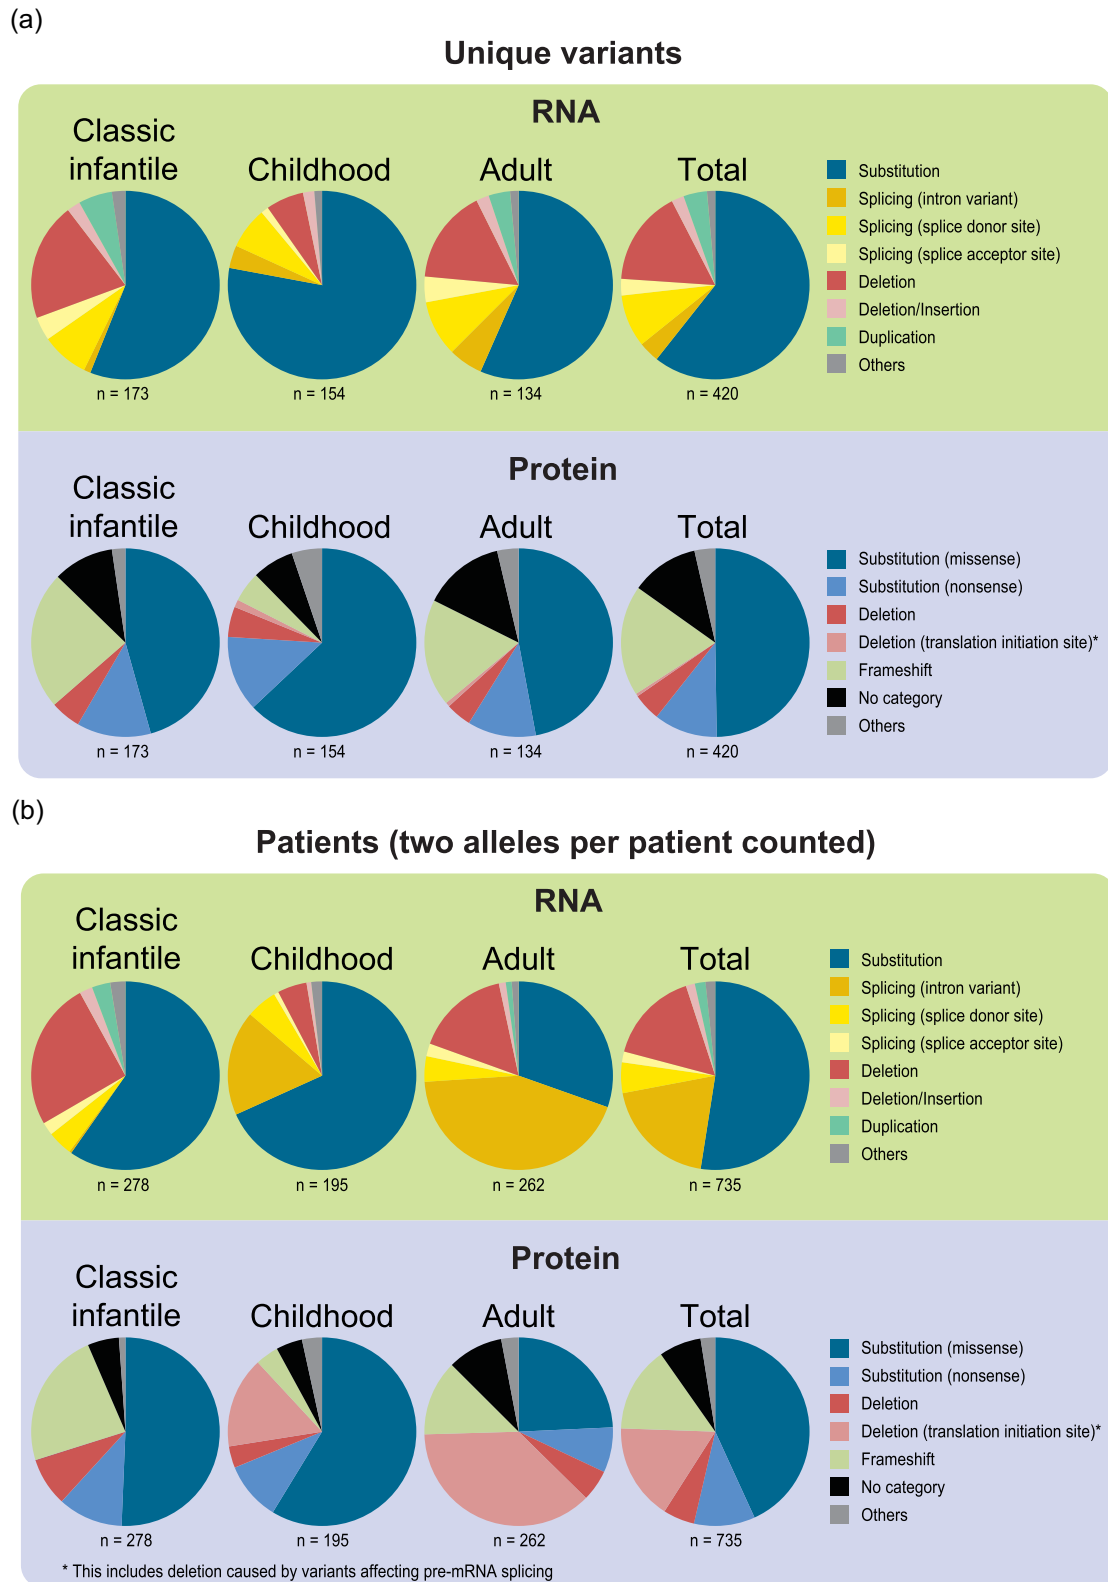 (a)
Unique variants
RNA
Classic
infantile
Childhood
Adult
Total
Substitution
Splicing (intron variant)
Splicing (splice donor site)
Splicing (splice acceptor site)
Deletion
Deletion/Insertion
Duplication
Others
n = 173
n = 154
n = 134
n = 420
Protein
Classic
infantile
Childhood
Adult
Total
Substitution (missense)
Substitution (nonsense)
Deletion
Deletion (translation initiation site)*
Frameshift
No category
Others
n = 173
n = 154
n = 134
n = 420
(b)
Patients (two alleles per patient counted)
RNA
Classic
infantile
Childhood
Adult
Total
Substitution
Splicing (intron variant)
Splicing (splice donor site)
Splicing (splice acceptor site)
Deletion
Deletion/Insertion
Duplication
Others
n = 278
n = 195
n = 262
n = 735
Protein
Classic
infantile
Childhood
Adult
Total
Substitution (missense)
Substitution (nonsense)
Deletion
Deletion (translation initiation site)*
Frameshift
No category
Others
n = 278
n = 195
n = 262
n = 735
* This includes deletion caused by variants affecting pre-mRNA splicing